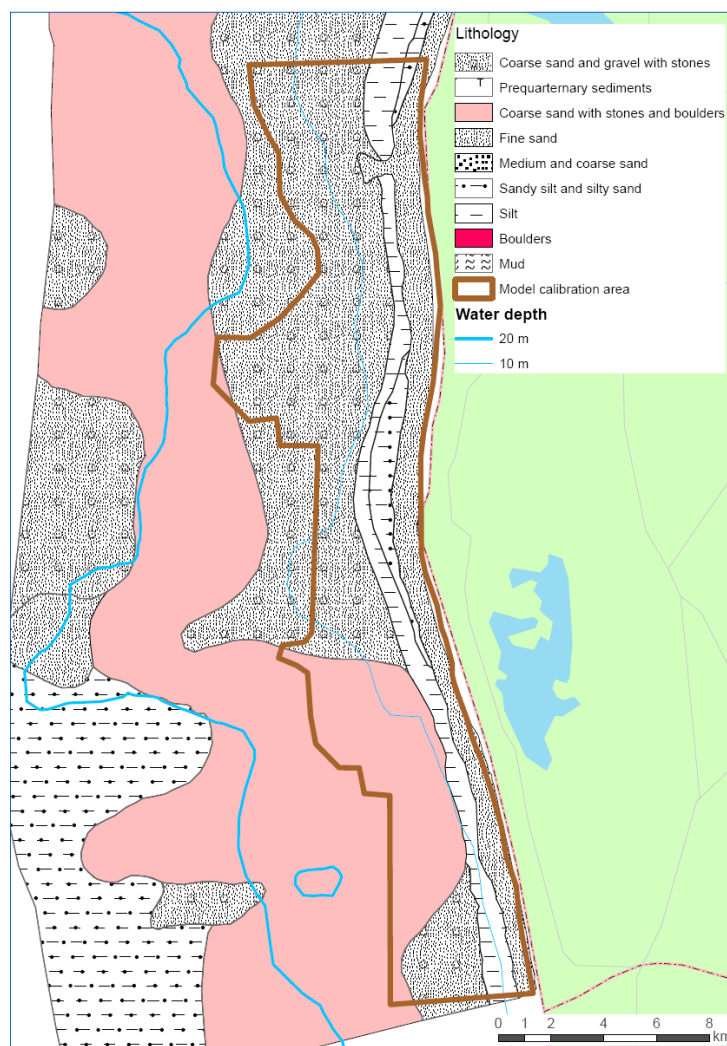 Lithology
Coarse sand and gravel with stones
Prequarternary sediments
Coarse sand with stones and boulders
Fine sand
Medium and coarse sand
Sandy silt and silty sand
Silt
Boulders
Mud
Model calibration area
Water depth
20 m
10 m
0 1 2 4 6 8
km